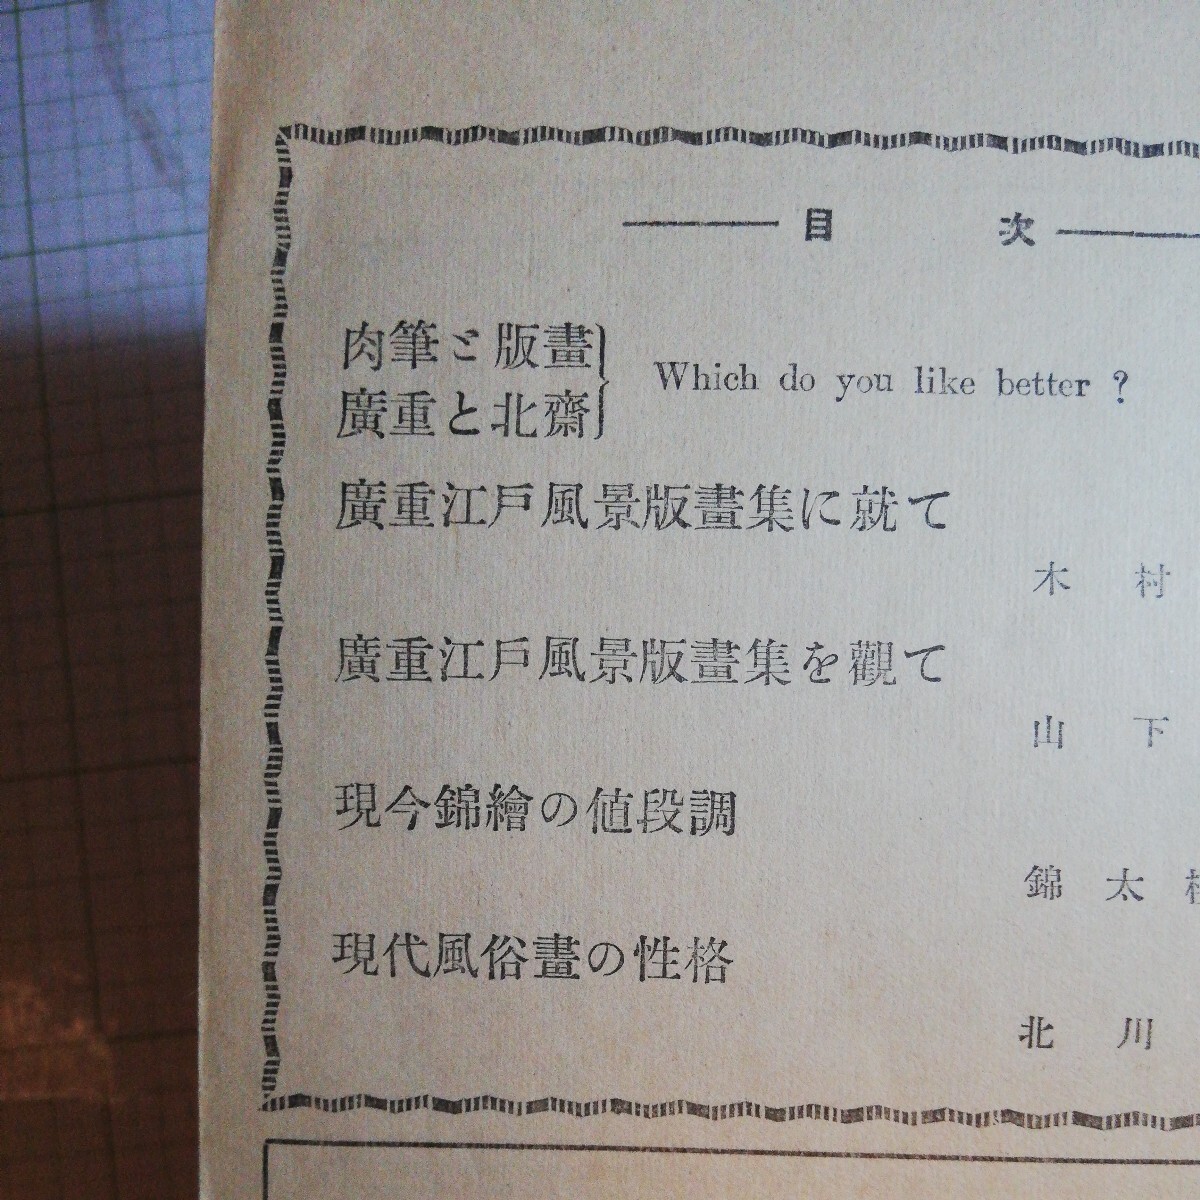 目次
肉筆と版畫
廣重と北齋
Which do you like better ?
廣重江戸風景版畫集に就て
木村
廣重江戸風景版畫集を觀て
山下
現今錦繪の値段調
錦太
現代風俗畫の性格
北川